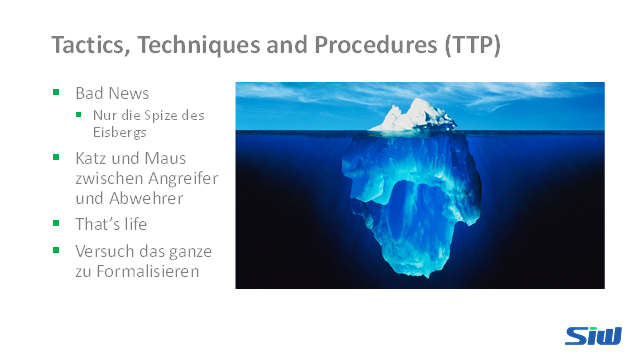 Tactics, Techniques and Procedures (TTP)
Bad News
Nur die Spize des
Eisbergs
Katz und Maus
zwischen Angreifer
und Abwehrer
That's life
Versuch das ganze
zu Formalisieren
SiW